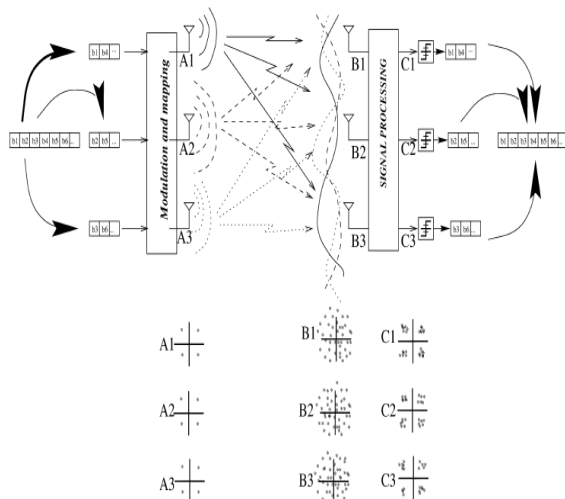 b1 b4 ...
A1
Modulation and mapping
b1 b2 b3 b4 b5 b6...
b2 b5 ...
A2
b3 b6 ...
A3
B1
SIGNAL PROCESSING
C1
b1 b4 ...
B2
C2
b2 b5 ...
b1 b2 b3 b4 b5 b6...
B3
C3
b3 b6...
A1
B1
C1
A2
B2
C2
A3
B3
C3